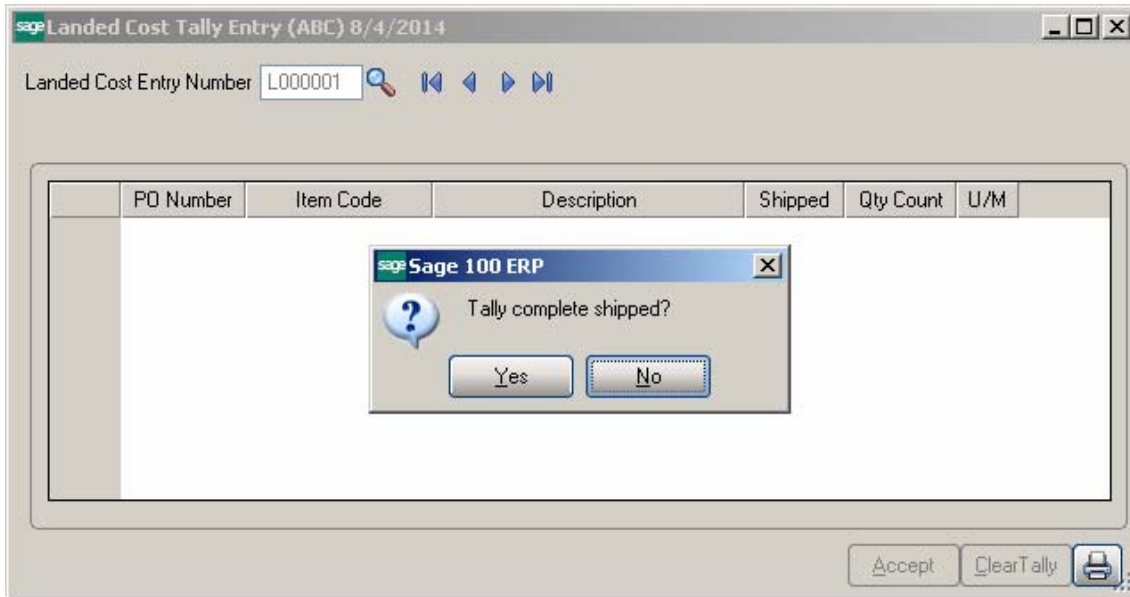 sage Landed Cost Tally Entry (ABC) 8/4/2014
Landed Cost Entry Number L000001
PO Number Item Code Description Shipped Qty Count U/M
sage Sage 100 ERP
Tally complete shipped?
Yes No
Accept ClearTally